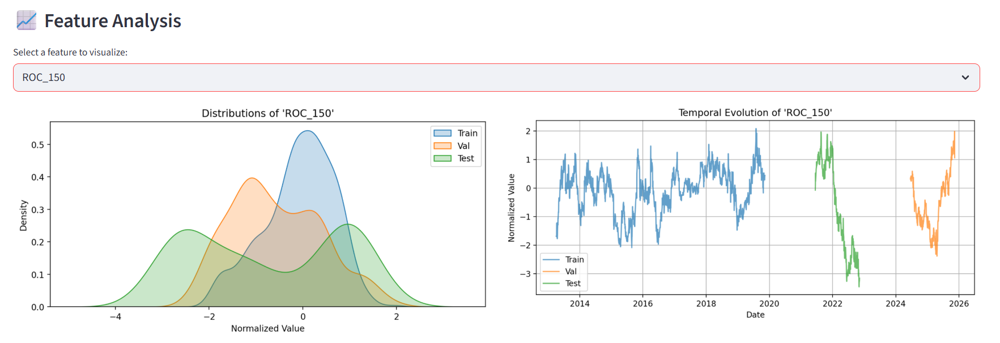 Feature Analysis
Select a feature to visualize:
ROC_150
Distributions of 'ROC_150'
Density
0.5
0.4
0.3
0.2
0.1
0.0
−4
−2
0
2
Normalized Value
Train
Val
Test
Temporal Evolution of 'ROC_150'
Normalized Value
2
1
0
−1
−2
−3
Train
Val
Test
2014
2016
2018
2020
2022
2024
2026
Date